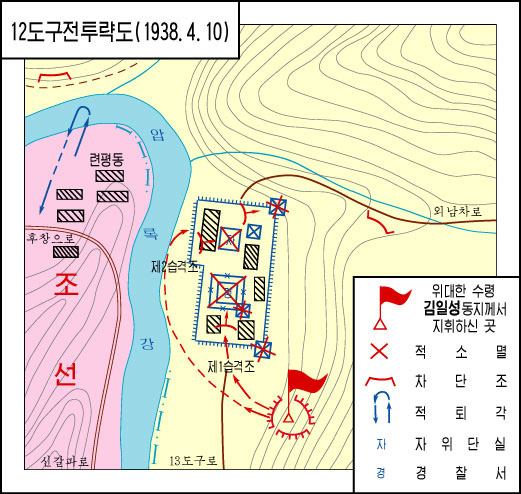 12도구전투략도(1938.4.10)
압
련평동
록
외남차로
후창으로
제2습격조
조
자
경
강
선
제1습격조
신갈파로
13도구로
위대한 수령
김일성동지께서
지휘하신 곳
적소멸
차단조
적퇴각
자 자위단실
경 경찰서